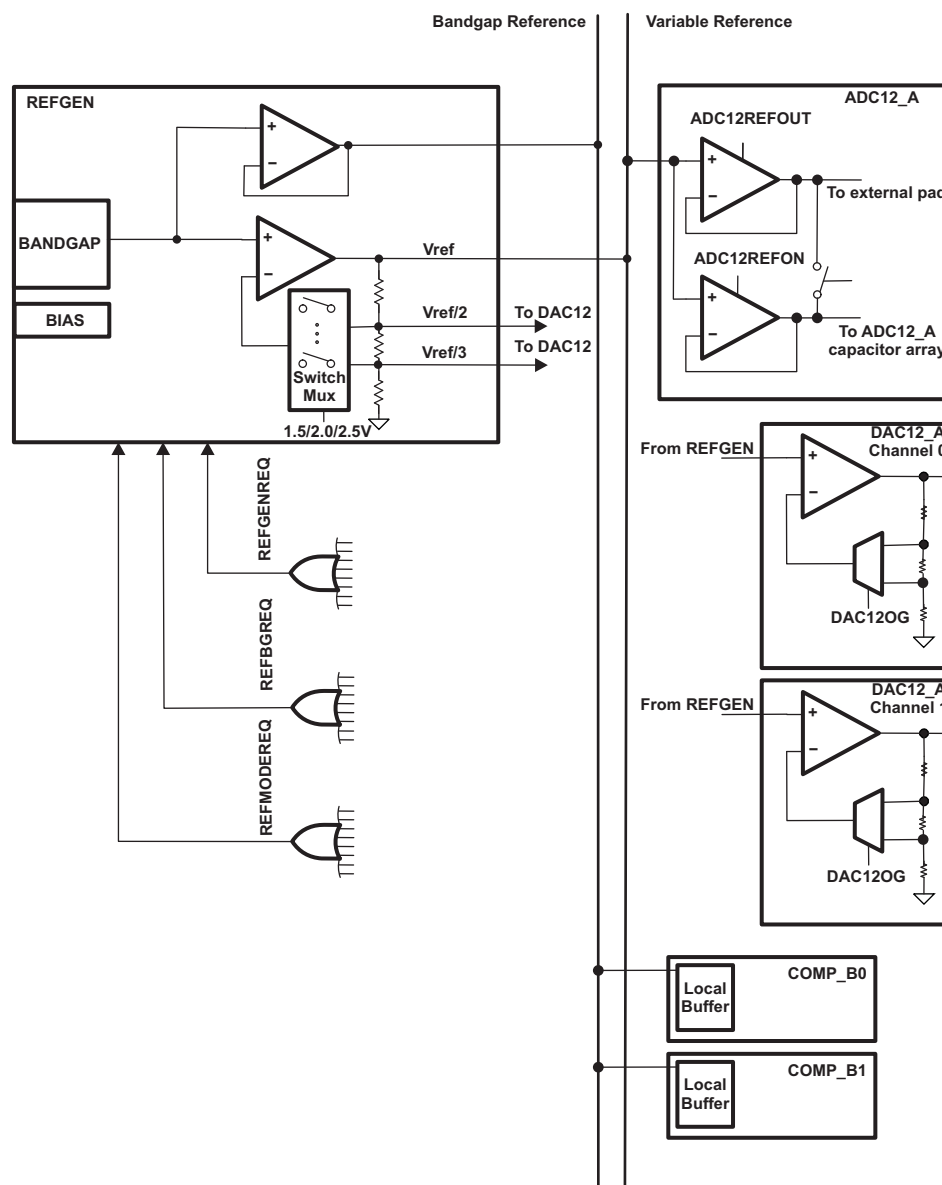 Bandgap Reference
Variable Reference
REFGEN
+
−
BANDGAP
+
−
BIAS
Vref
Vref/2
To DAC12
Vref/3
To DAC12
Switch
Mux
1.5/2.0/2.5V
ADC12_A
ADC12REFOUT
+
−
To external pad
ADC12REFON
+
−
To ADC12_A
capacitor array
REFGENREQ
REFBGREQ
REFMODEREQ
DAC12_A
Channel 0
From REFGEN
+
−
DAC12OG
DAC12_A
Channel 1
From REFGEN
+
−
DAC12OG
COMP_B0
Local
Buffer
COMP_B1
Local
Buffer